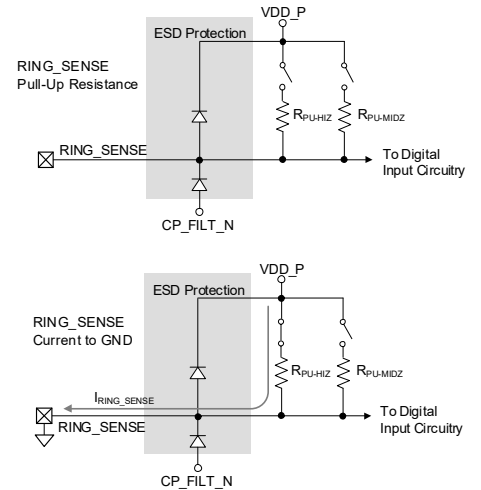 VDD_P
ESD Protection
RING_SENSE
Pull-Up Resistance
RPU-HIZ
RPU-MIDZ
RING_SENSE
To Digital
Input Circuitry
CP_FILT_N
VDD_P
ESD Protection
RING_SENSE
Current to GND
RPU-HIZ
RPU-MIDZ
IRING_SENSE
RING_SENSE
To Digital
Input Circuitry
CP_FILT_N